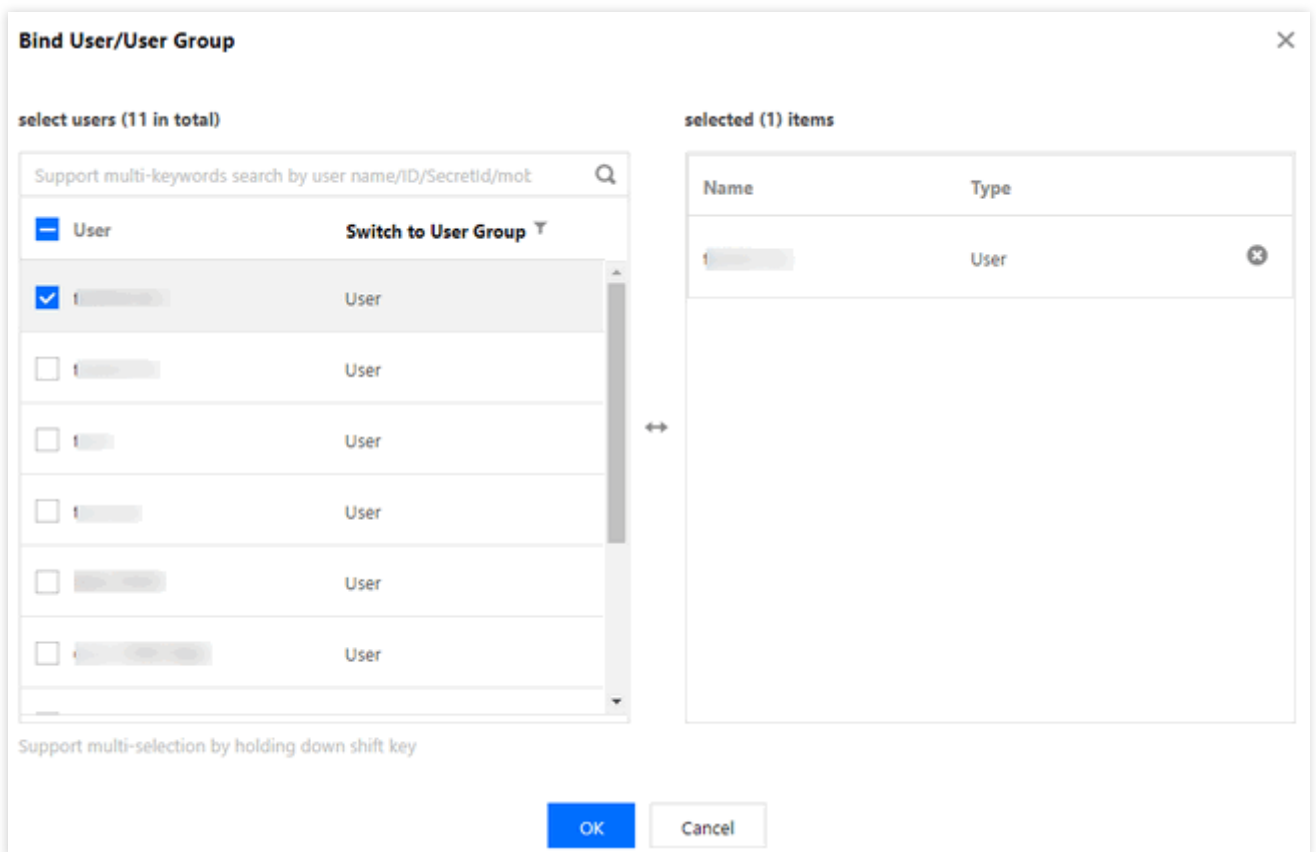 Bind User/User Group
select users (11 in total)
Support multi-keywords search by user name/ID/SecretId/mot
User Switch to User Group
User
User
User
User
User
User
Support multi-selection by holding down shift key
selected (1) items
Name Type
User
OK Cancel